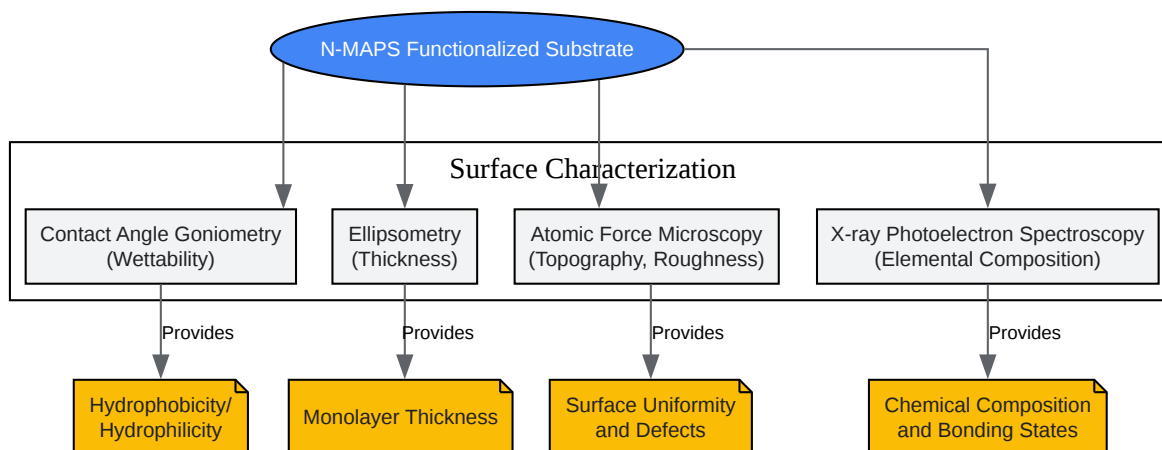 N-MAPS Functionalized Substrate
Surface Characterization
Contact Angle Goniometry
(Wettability)
Ellipsometry
(Thickness)
Atomic Force Microscopy
(Topography, Roughness)
X-ray Photoelectron Spectroscopy
(Elemental Composition)
Provides
Provides
Provides
Provides
Hydrophobicity/
Hydrophilicity
Monolayer Thickness
Surface Uniformity
and Defects
Chemical Composition
and Bonding States